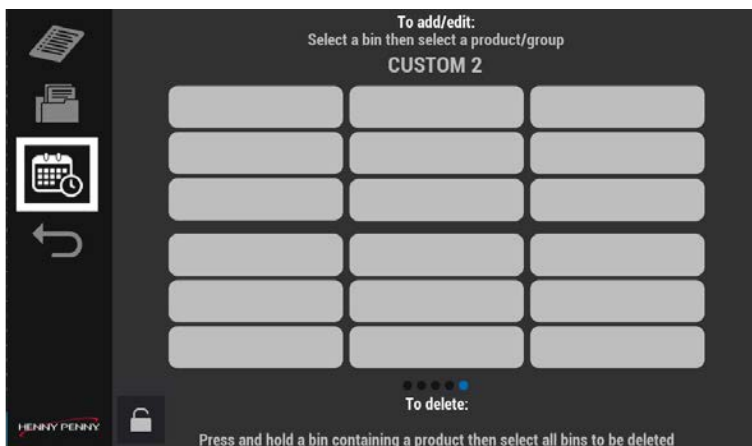 To add/edit:
Select a bin then select a product/group
CUSTOM 2
To delete:
HENNY PENNY
Press and hold a bin containing a product then select all bins to be deleted